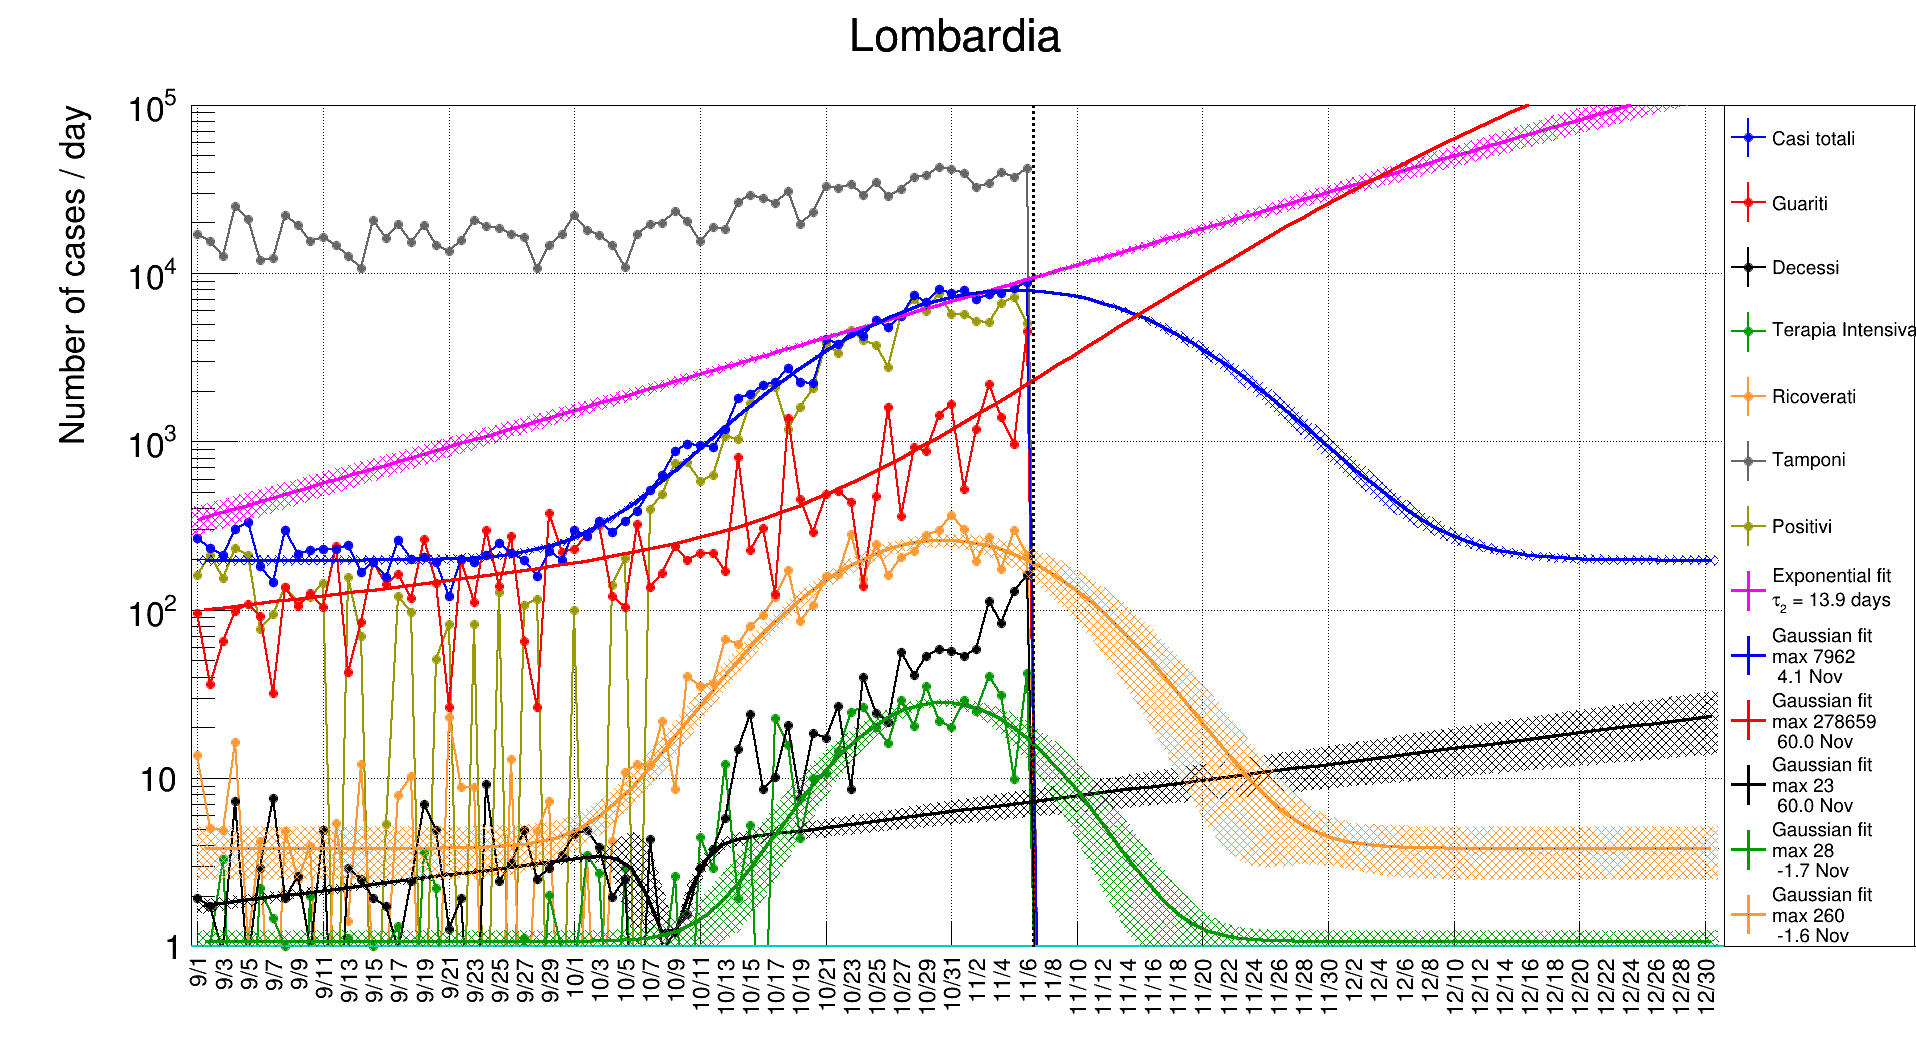 Lombardia
Number of cases / day
10^5
10^4
10^3
10^2
10
1
9/1
9/3
9/5
9/7
9/9
9/11
9/13
9/15
9/17
9/19
9/21
9/23
9/25
9/27
9/29
10/1
10/3
10/5
10/7
10/9
10/11
10/13
10/15
10/17
10/19
10/21
10/23
10/25
10/27
10/29
10/31
11/2
11/4
11/6
11/8
11/10
11/12
11/14
11/16
11/18
11/20
11/22
11/24
11/26
11/28
11/30
12/2
12/4
12/6
12/8
12/10
12/12
12/14
12/16
12/18
12/20
12/22
12/24
12/26
12/28
12/30
Casi totali
Guariti
Decessi
Terapia Intensiva
Ricoverati
Tamponi
Positivi
Exponential fit
τ2 = 13.9 days
Gaussian fit
max 7962
4.1 Nov
Gaussian fit
max 278659
60.0 Nov
Gaussian fit
max 23
60.0 Nov
Gaussian fit
max 28
-1.7 Nov
Gaussian fit
max 260
-1.6 Nov